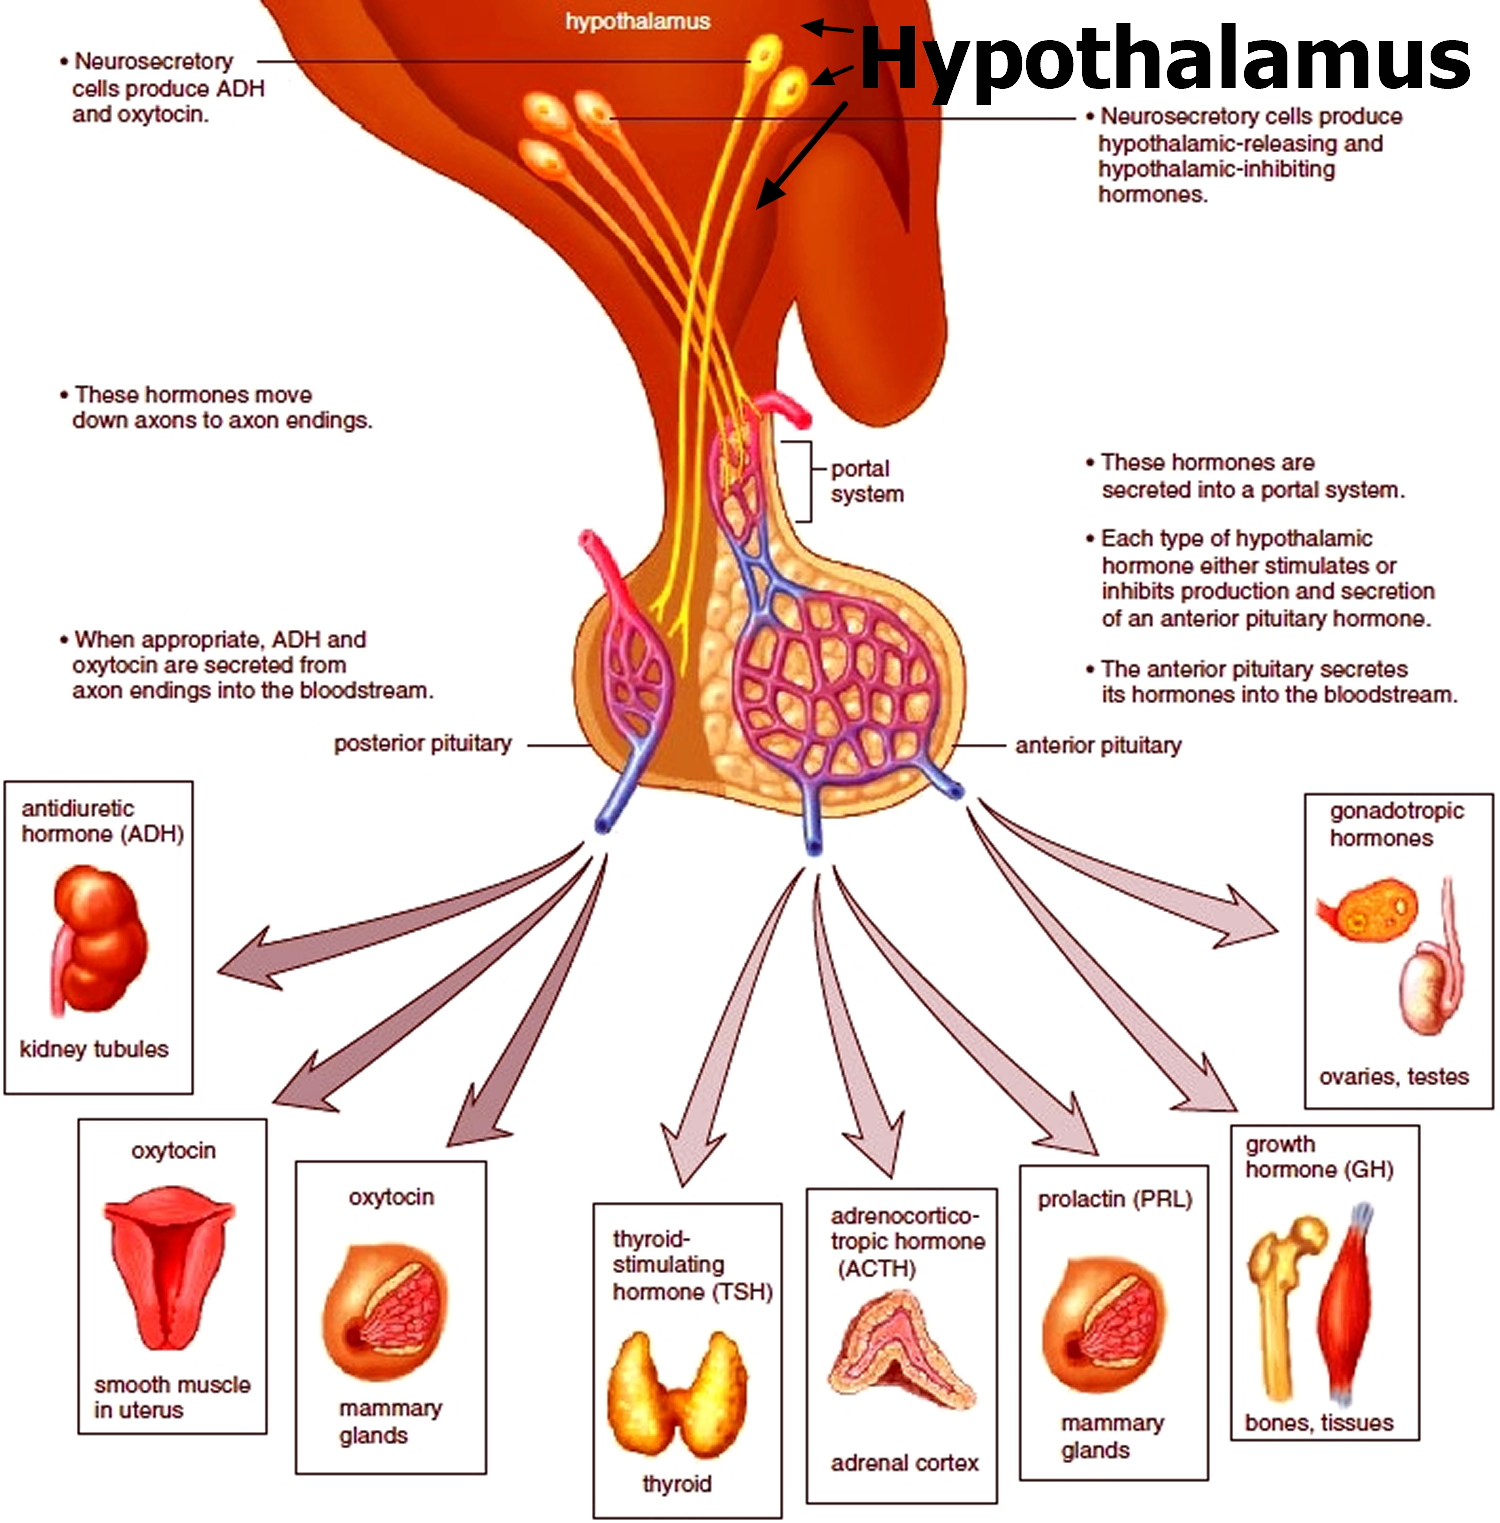 hypothalamus
Hypothalamus
• Neurosecretory
cells produce ADH
and oxytocin.
• Neurosecretory cells produce
hypothalamic-releasing and
hypothalamic-inhibiting
hormones.
• These hormones move
down axons to axon endings.
portal
system
• These hormones are
secreted into a portal system.
• Each type of hypothalamic
hormone either stimulates or
inhibits production and secretion
of an anterior pituitary hormone.
• When appropriate, ADH and
oxytocin are secreted from
axon endings into the bloodstream.
• The anterior pituitary secretes
its hormones into the bloodstream.
posterior pituitary
anterior pituitary
antidiuretic
hormone (ADH)
kidney tubules
oxytocin
smooth muscle
in uterus
oxytocin
mammary
glands
thyroid-
stimulating
hormone (TSH)
thyroid
adrenocortico-
tropic hormone
(ACTH)
adrenal cortex
prolactin (PRL)
mammary
glands
growth
hormone (GH)
bones, tissues
gonadotropic
hormones
ovaries, testes